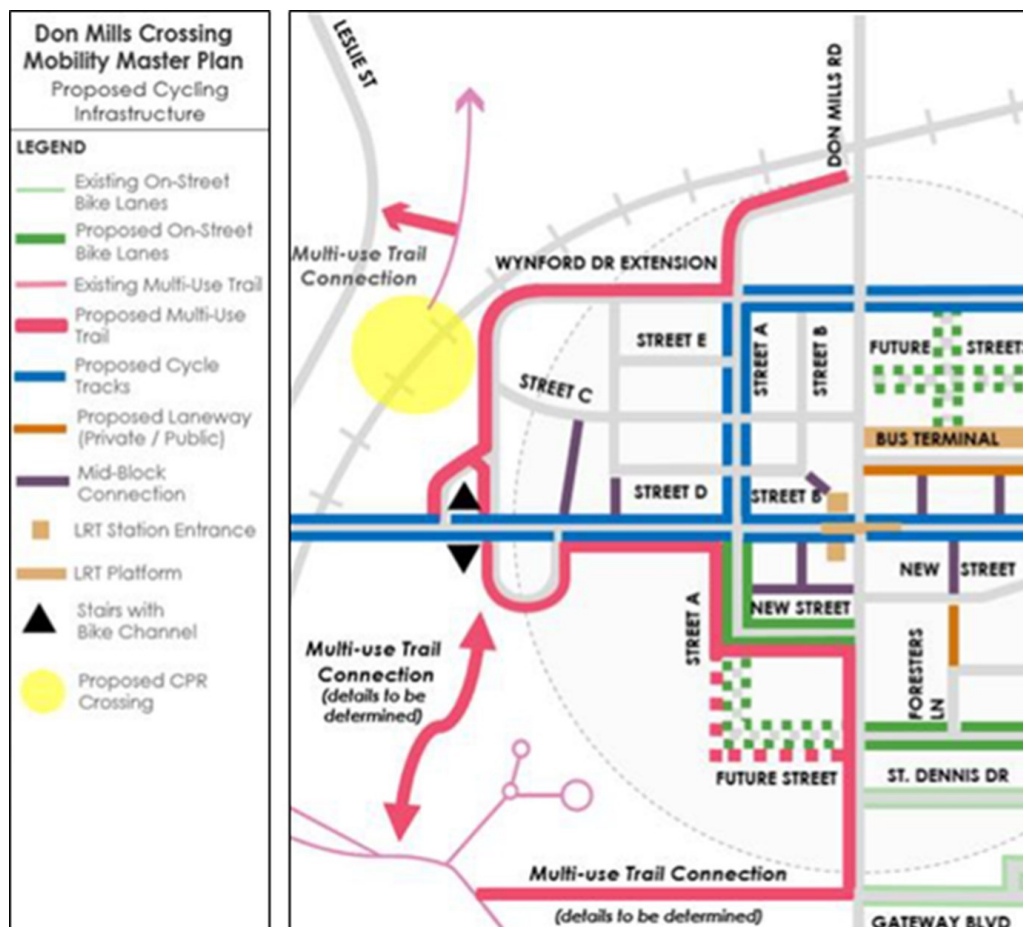 Don Mills Crossing
Mobility Master Plan
Proposed Cycling
Infrastructure
LEGEND
Existing On-Street
Bike Lanes
Proposed On-Street
Bike Lanes
Existing Multi-Use Trail
Proposed Multi-Use
Trail
Proposed Cycle
Tracks
Proposed Laneway
(Private / Public)
Mid-Block
Connection
LRT Station Entrance
LRT Platform
Stairs with
Bike Channel
Proposed CPR
Crossing
LESLIE ST
DON MILLS RD
Multi-use Trail
Connection
WYNFORD DR EXTENSION
STREET E
STREET A
STREET B
FUTURE STREETS
STREET C
BUS TERMINAL
STREET D
STREET B
NEW STREET
NEW STREET
STREET A
FORESTERS
LN
Multi-use Trail
Connection
(details to be
determined)
FUTURE STREET
ST. DENNIS DR
Multi-use Trail Connection
(details to be determined)
GATEWAY BLVD